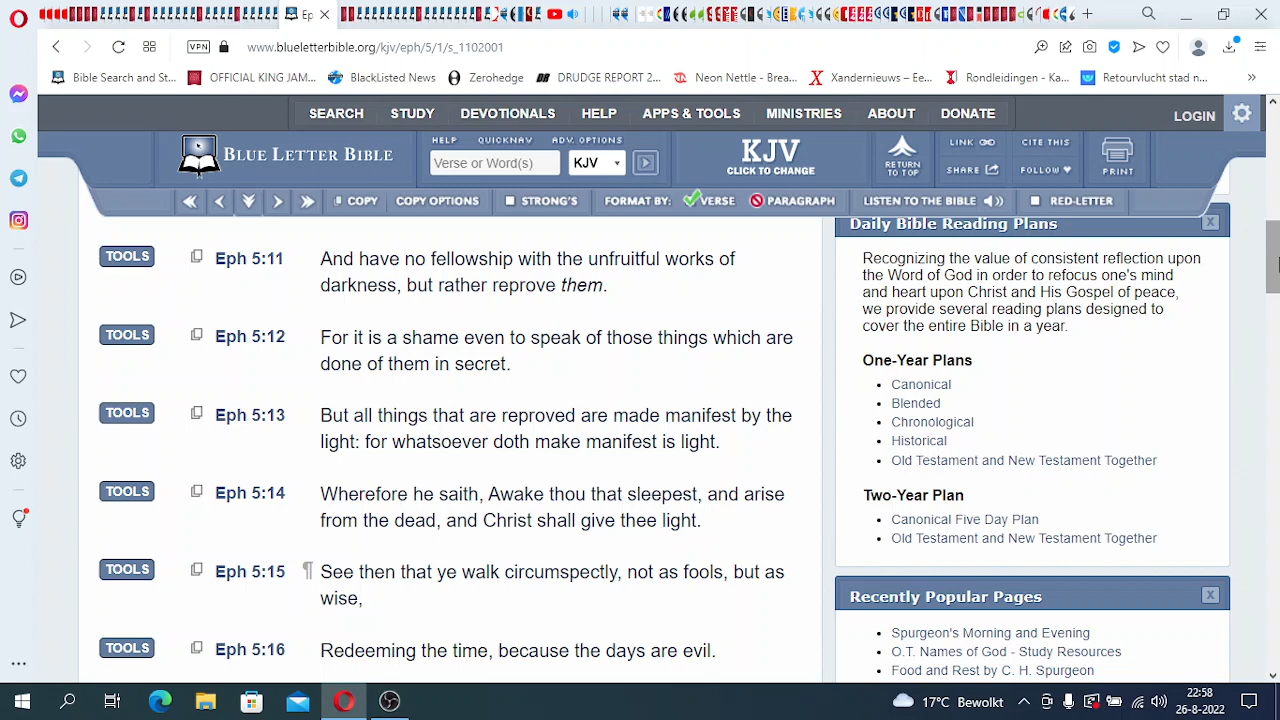 Ep
www.blueletterbible.org/kjv/eph/5/1/s_1102001
VPN
Bible Search and St...
OFFICIAL KING JAM...
BlackListed News
Zerohedge
DRUDGE REPORT 2...
Neon Nettle - Brea...
Xandernieuws – Ee...
Rondleidingen - Ka...
Retourvlucht stad n...
SEARCH STUDY DEVOTIONALS HELP APPS & TOOLS MINISTRIES ABOUT DONATE
LOGIN
BLUE LETTER BIBLE
HELP QUICKNAV ADV. OPTIONS
Verse or Word(s)
KJV
KJV
CLICK TO CHANGE
RETURN
TO TOP
LINK
SHARE
CITE THIS
FOLLOW
PRINT
COPY COPY OPTIONS STRONG'S FORMAT BY: VERSE PARAGRAPH LISTEN TO THE BIBLE RED-LETTER
TOOLS Eph 5:11 And have no fellowship with the unfruitful works of
darkness, but rather reprove them.
TOOLS Eph 5:12 For it is a shame even to speak of those things which are
done of them in secret.
TOOLS Eph 5:13 But all things that are reproved are made manifest by the
light: for whatsoever doth make manifest is light.
TOOLS Eph 5:14 Wherefore he saith, Awake thou that sleepest, and arise
from the dead, and Christ shall give thee light.
TOOLS Eph 5:15 ¶ See then that ye walk circumspectly, not as fools, but as
wise,
TOOLS Eph 5:16 Redeeming the time, because the days are evil.
Daily Bible Reading Plans
Recognizing the value of consistent reflection upon
the Word of God in order to refocus one's mind
and heart upon Christ and His Gospel of peace,
we provide several reading plans designed to
cover the entire Bible in a year.
One-Year Plans
Canonical
Blended
Chronological
Historical
Old Testament and New Testament Together
Two-Year Plan
Canonical Five Day Plan
Old Testament and New Testament Together
Recently Popular Pages
Spurgeon's Morning and Evening
O.T. Names of God - Study Resources
Food and Rest by C. H. Spurgeon
17°C Bewolkt
22:58
26-8-2022